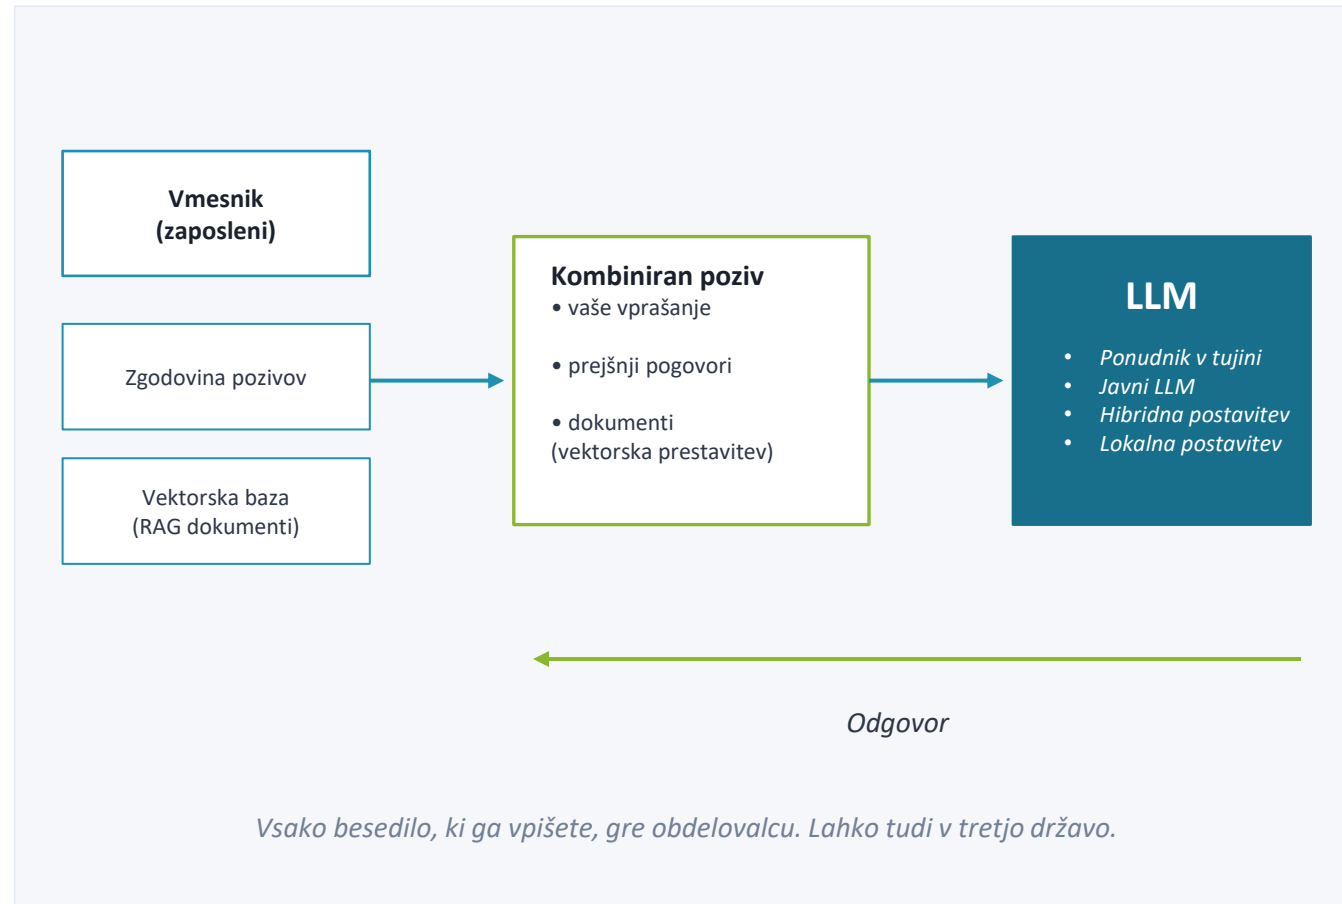 Vmesnik
(zaposleni)
Zgodovina pozivov
Vektorska baza
(RAG dokumenti)
Kombiniran poziv
• vaše vprašanje
• prejšnji pogovori
• dokumenti
(vektorska prestavitev)
LLM
• Ponudnik v tujini
• Javni LLM
• Hibridna postavitev
• Lokalna postavitev
Odgovor
Vsako besedilo, ki ga vpišete, gre obdelovalcu. Lahko tudi v tretjo državo.